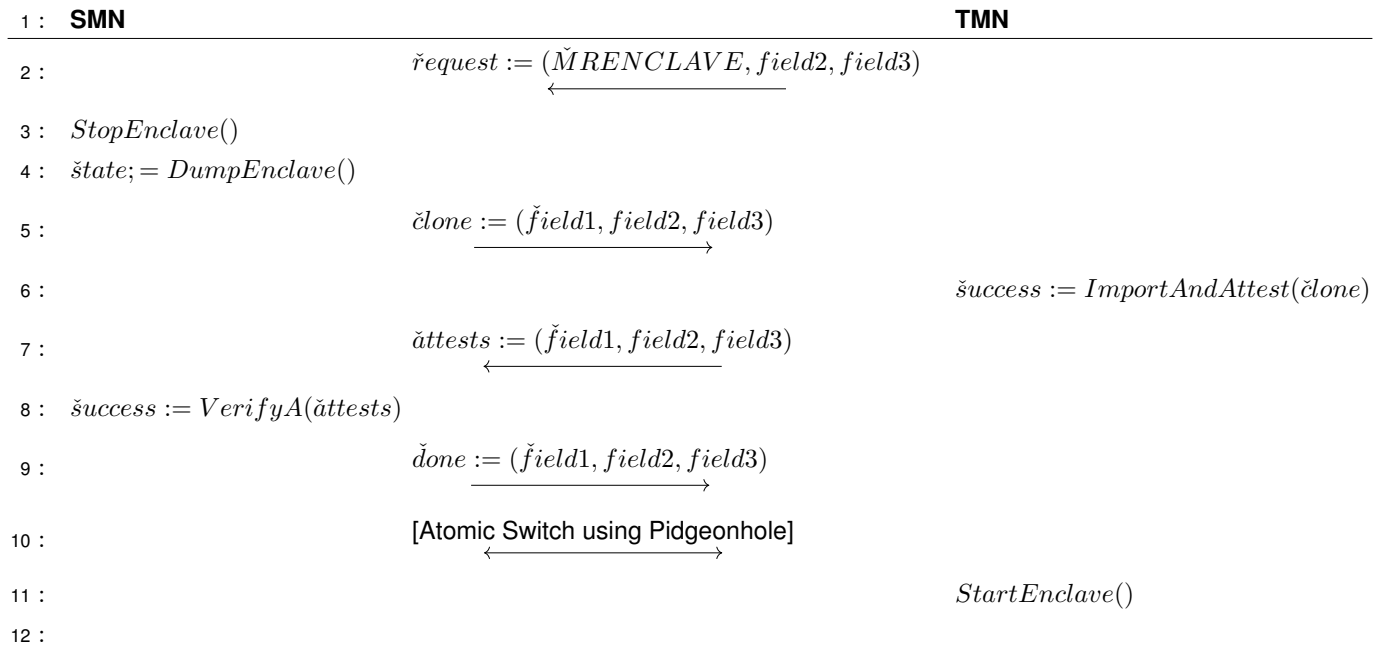 1 : SMN TMN
2 : řequest := (M̌RENCLAVE, field2, field3)
3 : StopEnclave()
4 : štate; = DumpEnclave()
5 : člone := (f̌ield1, field2, field3)
6 : šuccess := ImportAndAttest(člone)
7 : ǎttests := (f̌ield1, field2, field3)
8 : šuccess := VerifyA(ǎttests)
9 : ďone := (f̌ield1, field2, field3)
10 : [Atomic Switch using Pidgeonhole]
11 : StartEnclave()
12 :